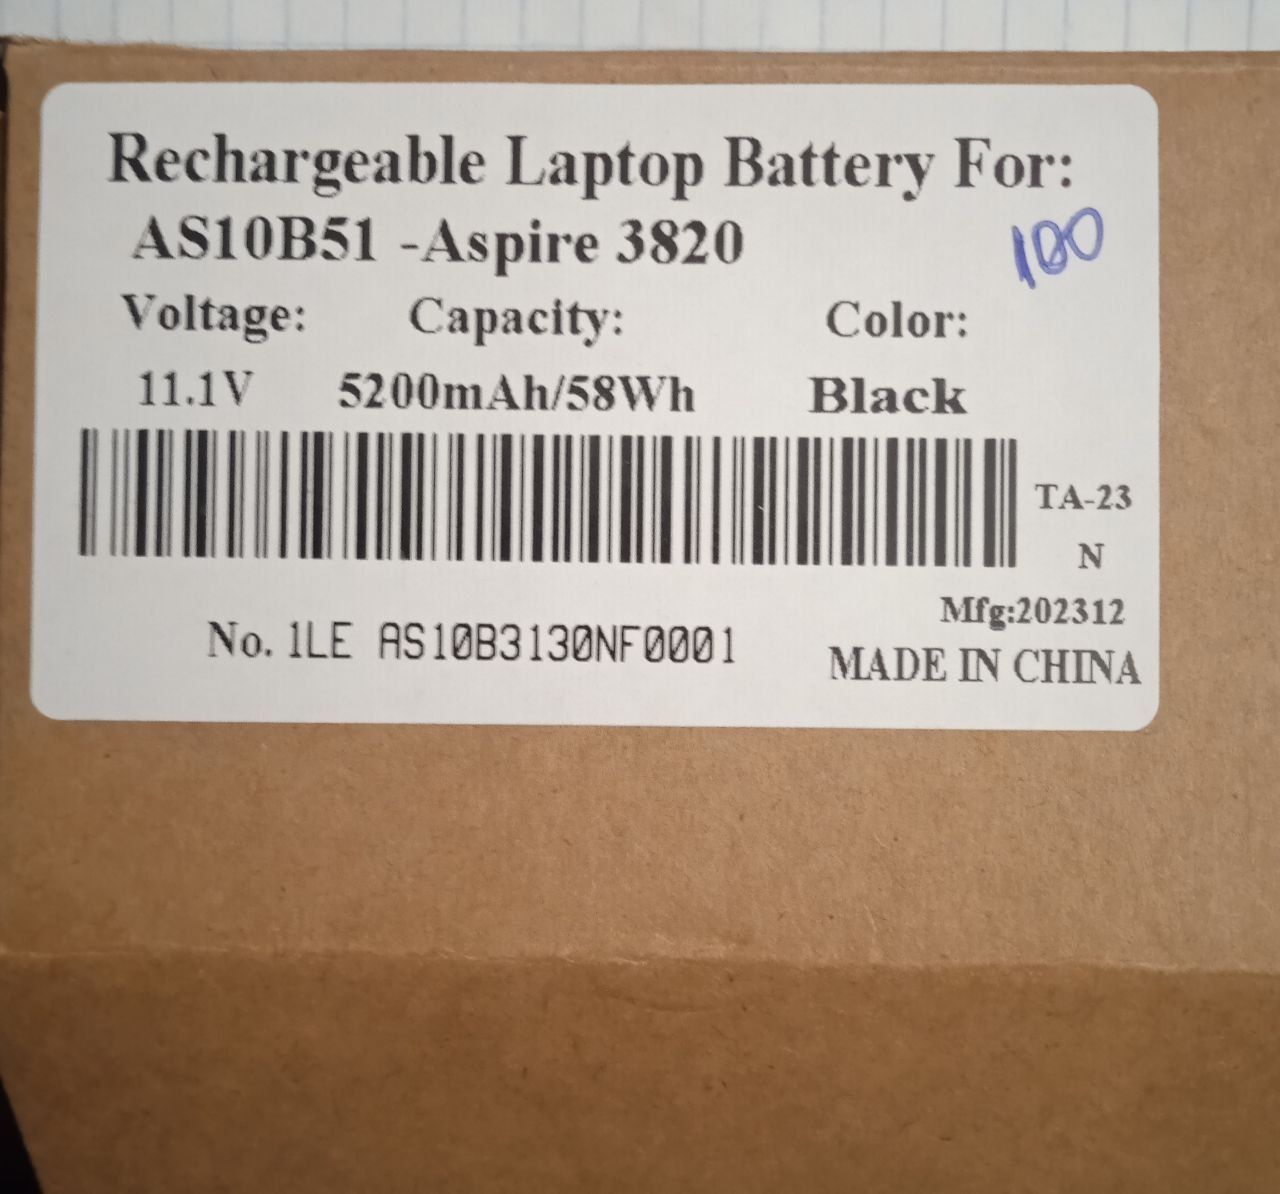 Rechargeable Laptop Battery For:
AS10B51 -Aspire 3820
100
Voltage: Capacity: Color:
11.1V 5200mAh/58Wh Black
TA-23
N
Mfg:202312
No. 1LE AS10B3130NF0001
MADE IN CHINA